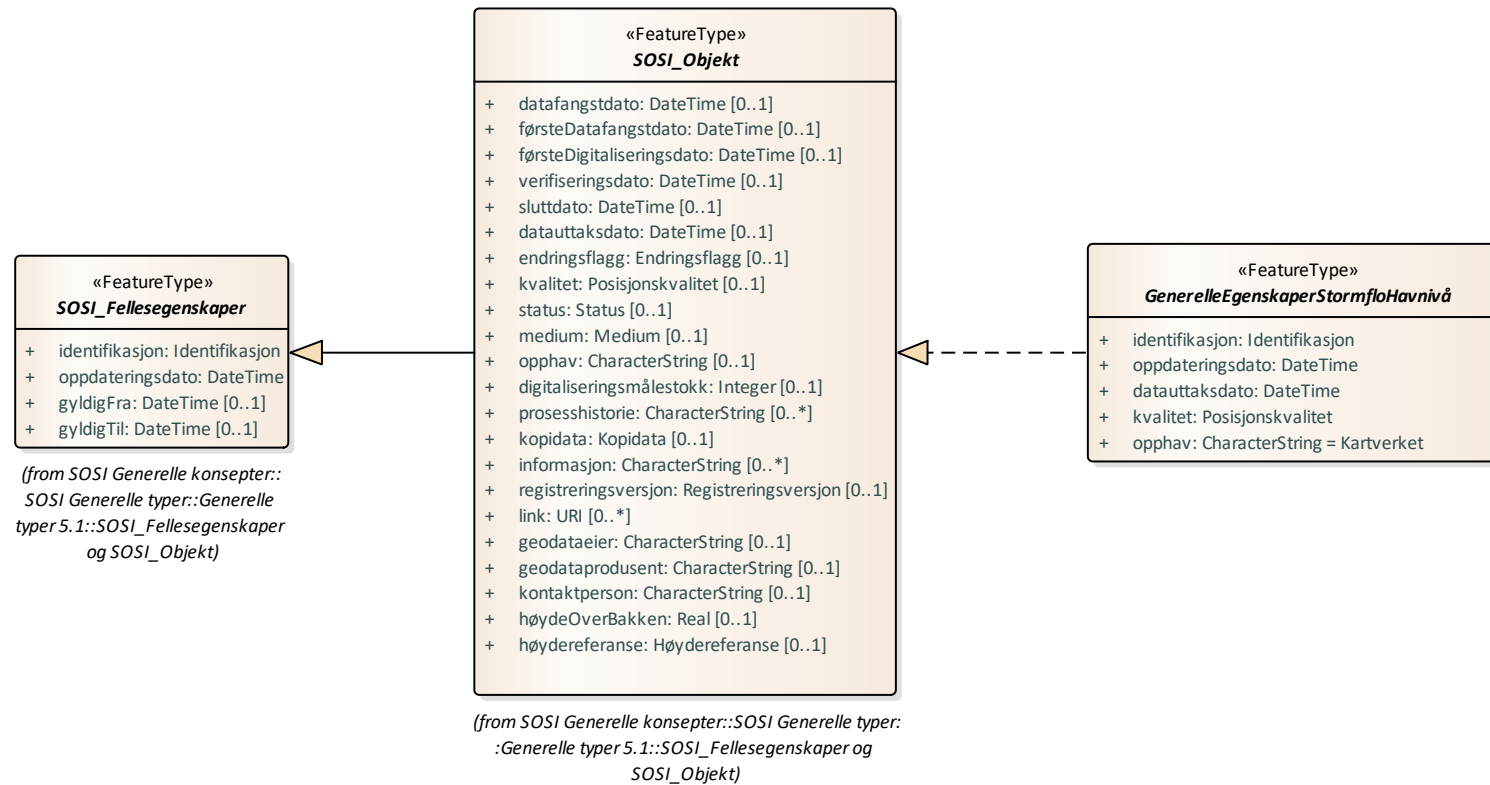 «FeatureType»
SOSI_Fellesegenskaper
+ identifikasjon: Identifikasjon
+ oppdateringsdato: DateTime
+ gyldigFra: DateTime [0..1]
+ gyldigTil: DateTime [0..1]
(from SOSI Generelle konsepter::
SOSI Generelle typer::Generelle
typer 5.1::SOSI_Fellesegenskaper
og SOSI_Objekt)
«FeatureType»
SOSI_Objekt
+ datafangstdato: DateTime [0..1]
+ førsteDatafangstdato: DateTime [0..1]
+ førsteDigitaliseringsdato: DateTime [0..1]
+ verifiseringsdato: DateTime [0..1]
+ sluttdato: DateTime [0..1]
+ datauttaksdato: DateTime [0..1]
+ endringsflagg: Endringsflagg [0..1]
+ kvalitet: Posisjonskvalitet [0..1]
+ status: Status [0..1]
+ medium: Medium [0..1]
+ opphav: CharacterString [0..1]
+ digitaliseringsmålestokk: Integer [0..1]
+ prosesshistorie: CharacterString [0..*]
+ kopidata: Kopidata [0..1]
+ informasjon: CharacterString [0..*]
+ registreringsversjon: Registreringsversjon [0..1]
+ link: URI [0..*]
+ geodataeier: CharacterString [0..1]
+ geodataprodusent: CharacterString [0..1]
+ kontaktperson: CharacterString [0..1]
+ høydeOverBakken: Real [0..1]
+ høydereferanse: Høydereferanse [0..1]
(from SOSI Generelle konsepter::SOSI Generelle typer:
:Generelle typer 5.1::SOSI_Fellesegenskaper og
SOSI_Objekt)
«FeatureType»
GenerelleEgenskaperStormfloHavnivå
+ identifikasjon: Identifikasjon
+ oppdateringsdato: DateTime
+ datauttaksdato: DateTime
+ kvalitet: Posisjonskvalitet
+ opphav: CharacterString = Kartverket